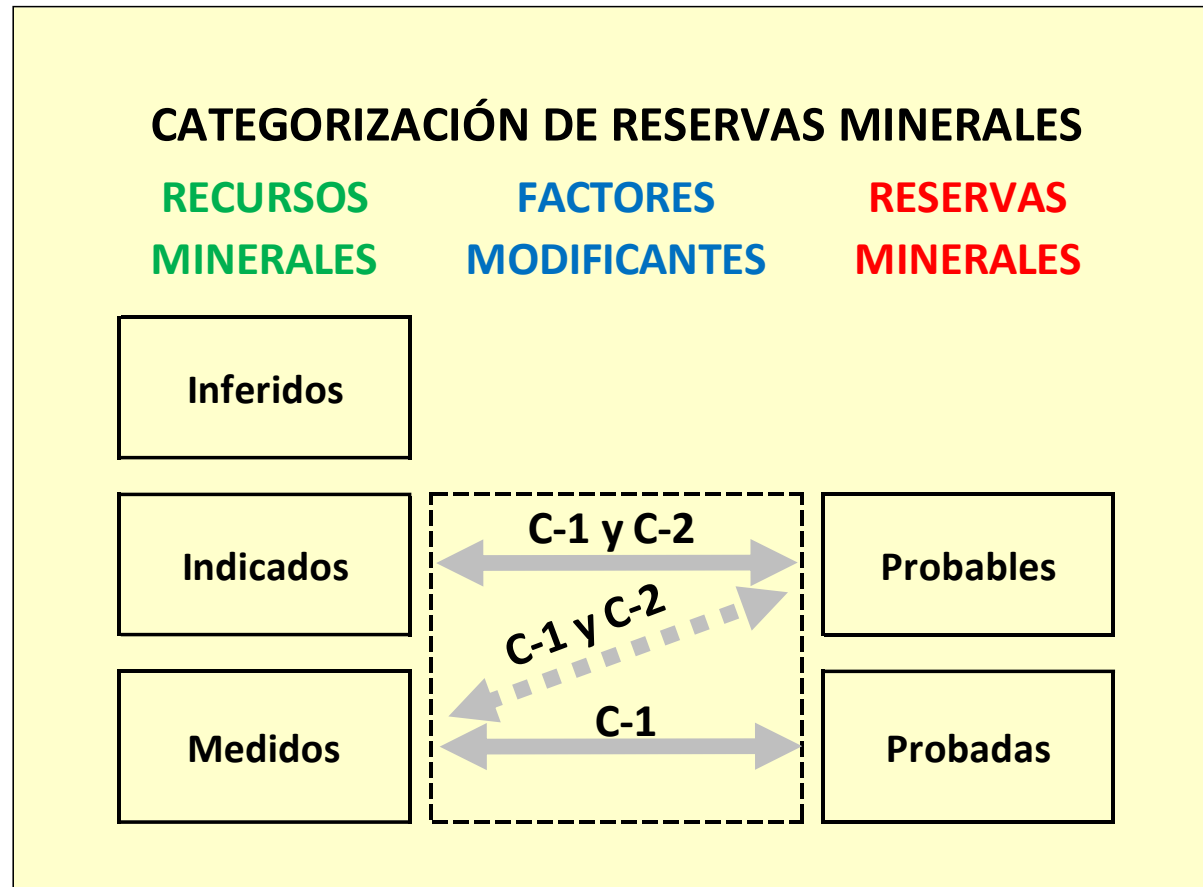 CATEGORIZACIÓN DE RESERVAS MINERALES
RECURSOS MINERALES
FACTORES MODIFICANTES
RESERVAS MINERALES
Inferidos
Indicados
C-1 y C-2
Probables
C-1 y C-2
Medidos
C-1
Probadas